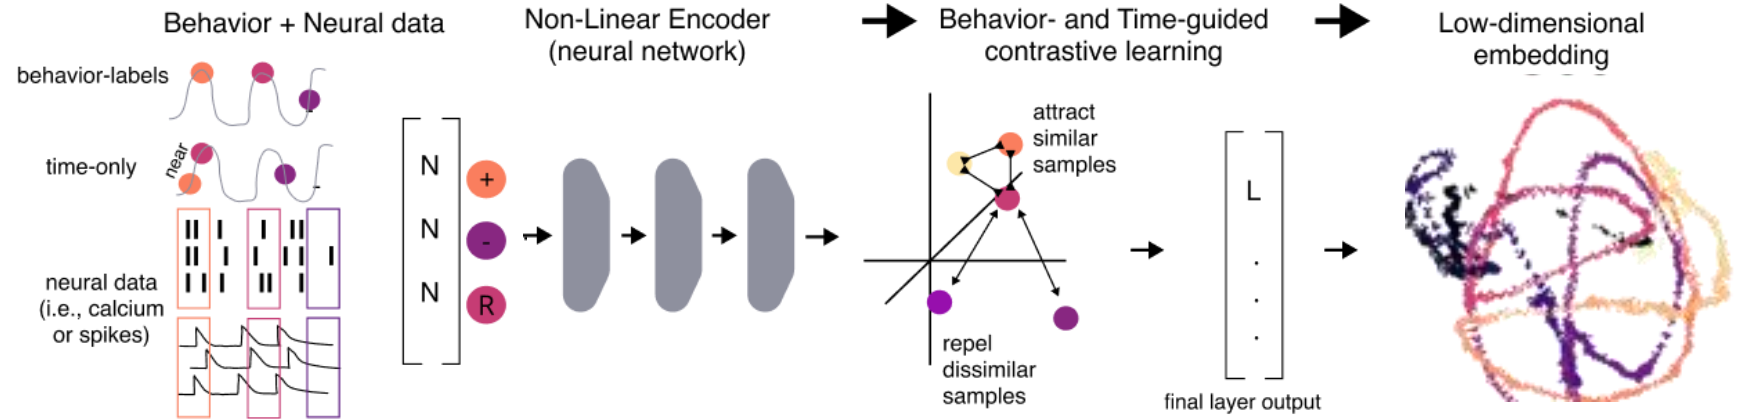 Behavior + Neural data
Non-Linear Encoder
(neural network)
Behavior- and Time-guided
contrastive learning
Low-dimensional
embedding
behavior-labels
time-only
near
neural data
(i.e., calcium
or spikes)
N
N
N
+
-
R
attract
similar
samples
repel
dissimilar
samples
L
.
.
.
final layer output